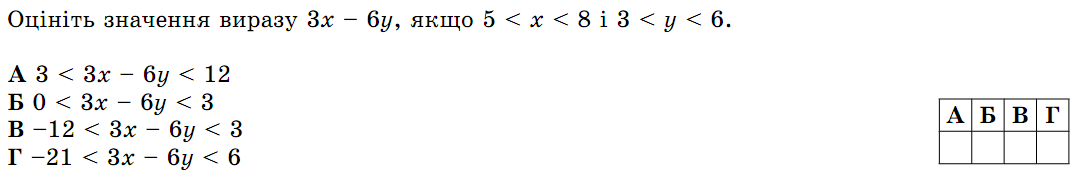 Оцініть значення виразу 3x − 6y, якщо 5 < x < 8 і 3 < y < 6.
А 3 < 3x − 6y < 12
Б 0 < 3x − 6y < 3
В −12 < 3x − 6y < 3
Г −21 < 3x − 6y < 6
А Б В Г